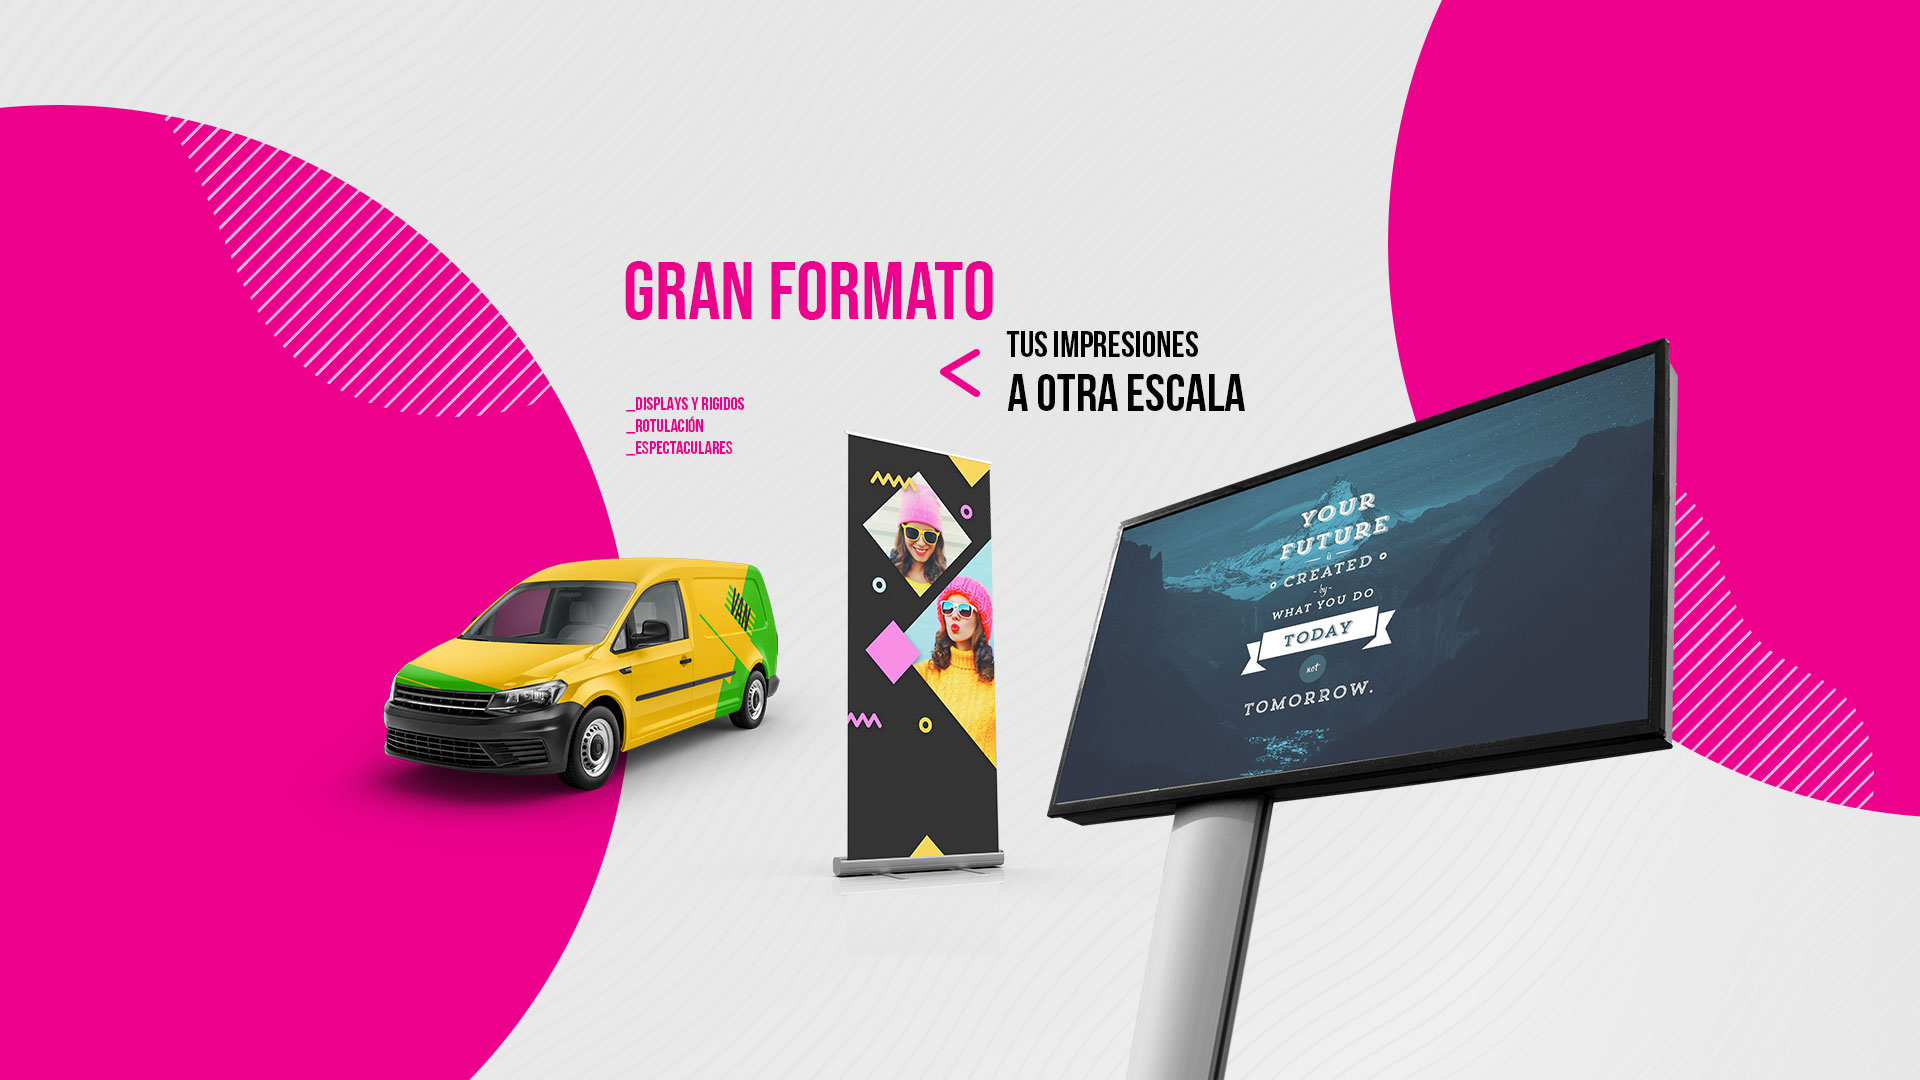 GRAN FORMATO
<
TUS IMPRESIONES
A OTRA ESCALA
_DISPLAYS Y RIGIDOS
_ROTULACIÓN
_ESPECTACULARES
VAN
YOUR
FUTURE
is
CREATED
- by -
WHAT YOU DO
TODAY
not
TOMORROW.